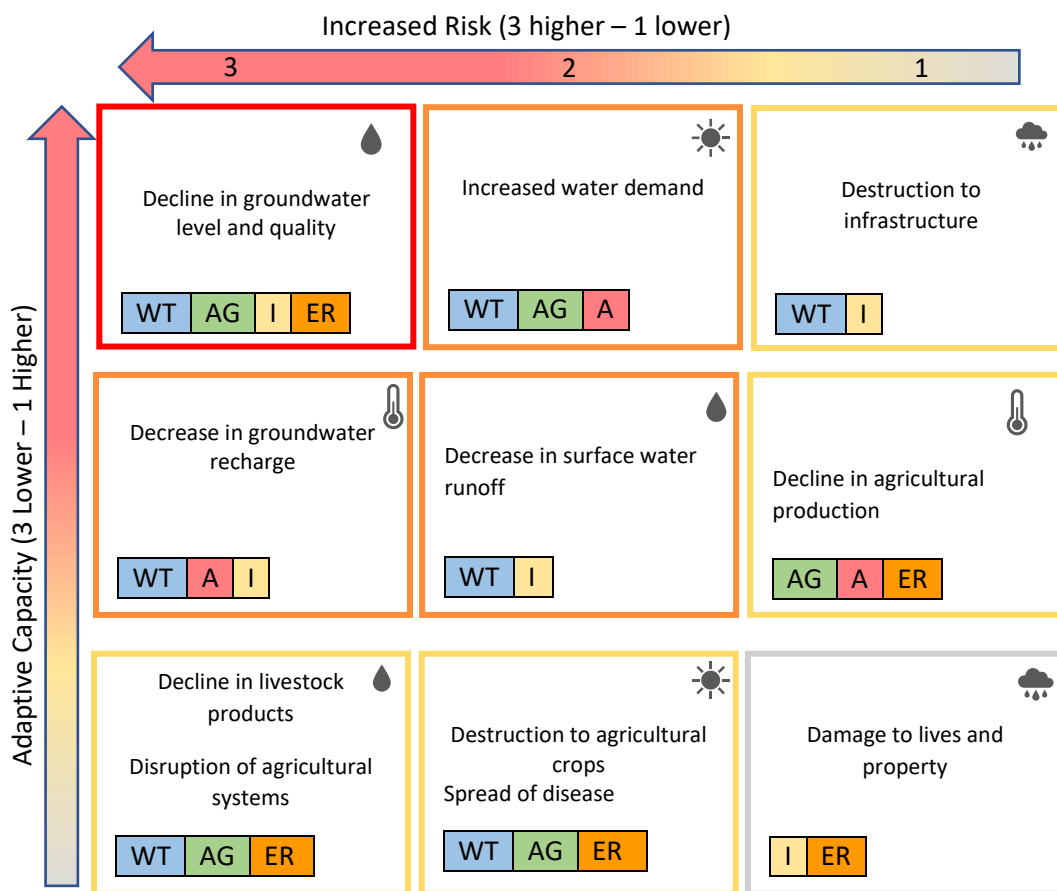 Increased Risk (3 higher – 1 lower)
3
2
1
Adaptive Capacity (3 Lower – 1 Higher)
Decline in groundwater
level and quality
WT AG I ER
Increased water demand
WT AG A
Destruction to
infrastructure
WT I
Decrease in groundwater
recharge
WT A I
Decrease in surface water
runoff
WT I
Decline in agricultural
production
AG A ER
Decline in livestock
products
Disruption of agricultural
systems
WT AG ER
Destruction to agricultural
crops
Spread of disease
WT AG ER
Damage to lives and
property
I ER